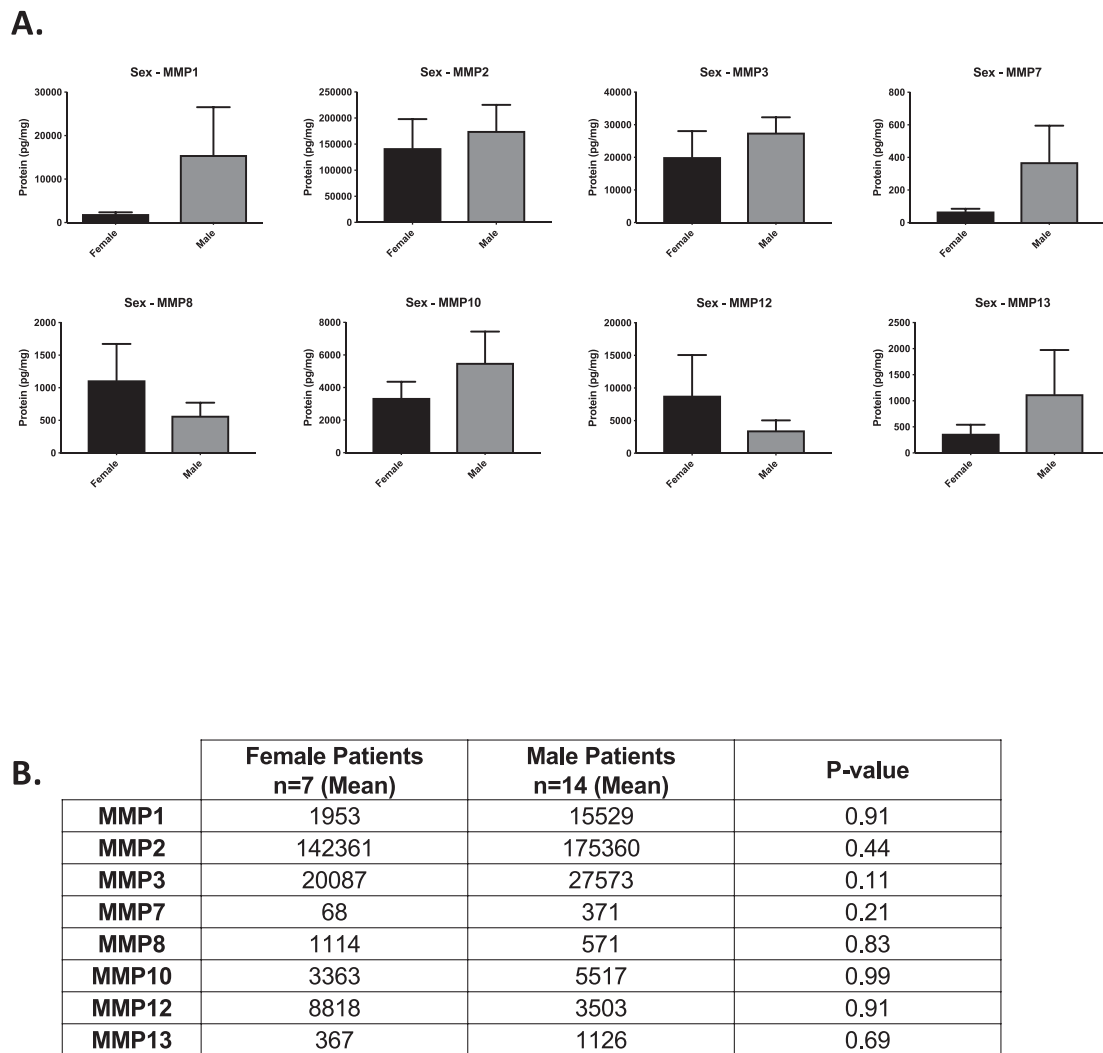 A.
Sex - MMP1
Protein (pg/mg)
30000
20000
10000
0
Female
Male
Sex - MMP2
Protein (pg/mg)
250000
200000
150000
100000
50000
0
Female
Male
Sex - MMP3
Protein (pg/mg)
40000
30000
20000
10000
0
Female
Male
Sex - MMP7
Protein (pg/mg)
800
600
400
200
0
Female
Male
Sex - MMP8
Protein (pg/mg)
2000
1500
1000
500
0
Female
Male
Sex - MMP10
Protein (pg/mg)
8000
6000
4000
2000
0
Female
Male
Sex - MMP12
Protein (pg/mg)
20000
15000
10000
5000
0
Female
Male
Sex - MMP13
Protein (pg/mg)
2500
2000
1500
1000
500
0
Female
Male
B.
Female Patients n=7 (Mean) Male Patients n=14 (Mean) P-value
MMP1 1953 15529 0.91
MMP2 142361 175360 0.44
MMP3 20087 27573 0.11
MMP7 68 371 0.21
MMP8 1114 571 0.83
MMP10 3363 5517 0.99
MMP12 8818 3503 0.91
MMP13 367 1126 0.69